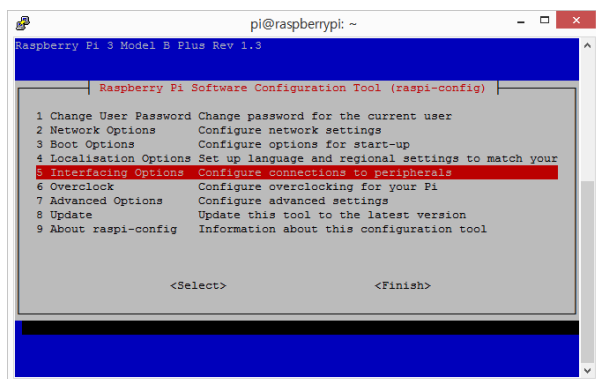 pi@raspberrypi: ~
Raspberry Pi 3 Model B Plus Rev 1.3
Raspberry Pi Software Configuration Tool (raspi-config)
1 Change User Password Change password for the current user
2 Network Options Configure network settings
3 Boot Options Configure options for start-up
4 Localisation Options Set up language and regional settings to match your
5 Interfacing Options Configure connections to peripherals
6 Overclock Configure overclocking for your Pi
7 Advanced Options Configure advanced settings
8 Update Update this tool to the latest version
9 About raspi-config Information about this configuration tool
<Select> <Finish>